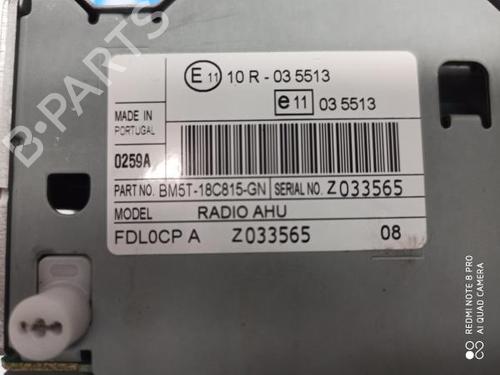 E 11 10 R - 03 5513
e 11 03 5513
MADE IN
PORTUGAL
0259A
PART NO. BM5T-18C815-GN SERIAL NO. Z033565
MODEL RADIO AHU
FDL0CP A Z033565 08
REDMI NOTE 8 PRO
AI QUAD CAMERA